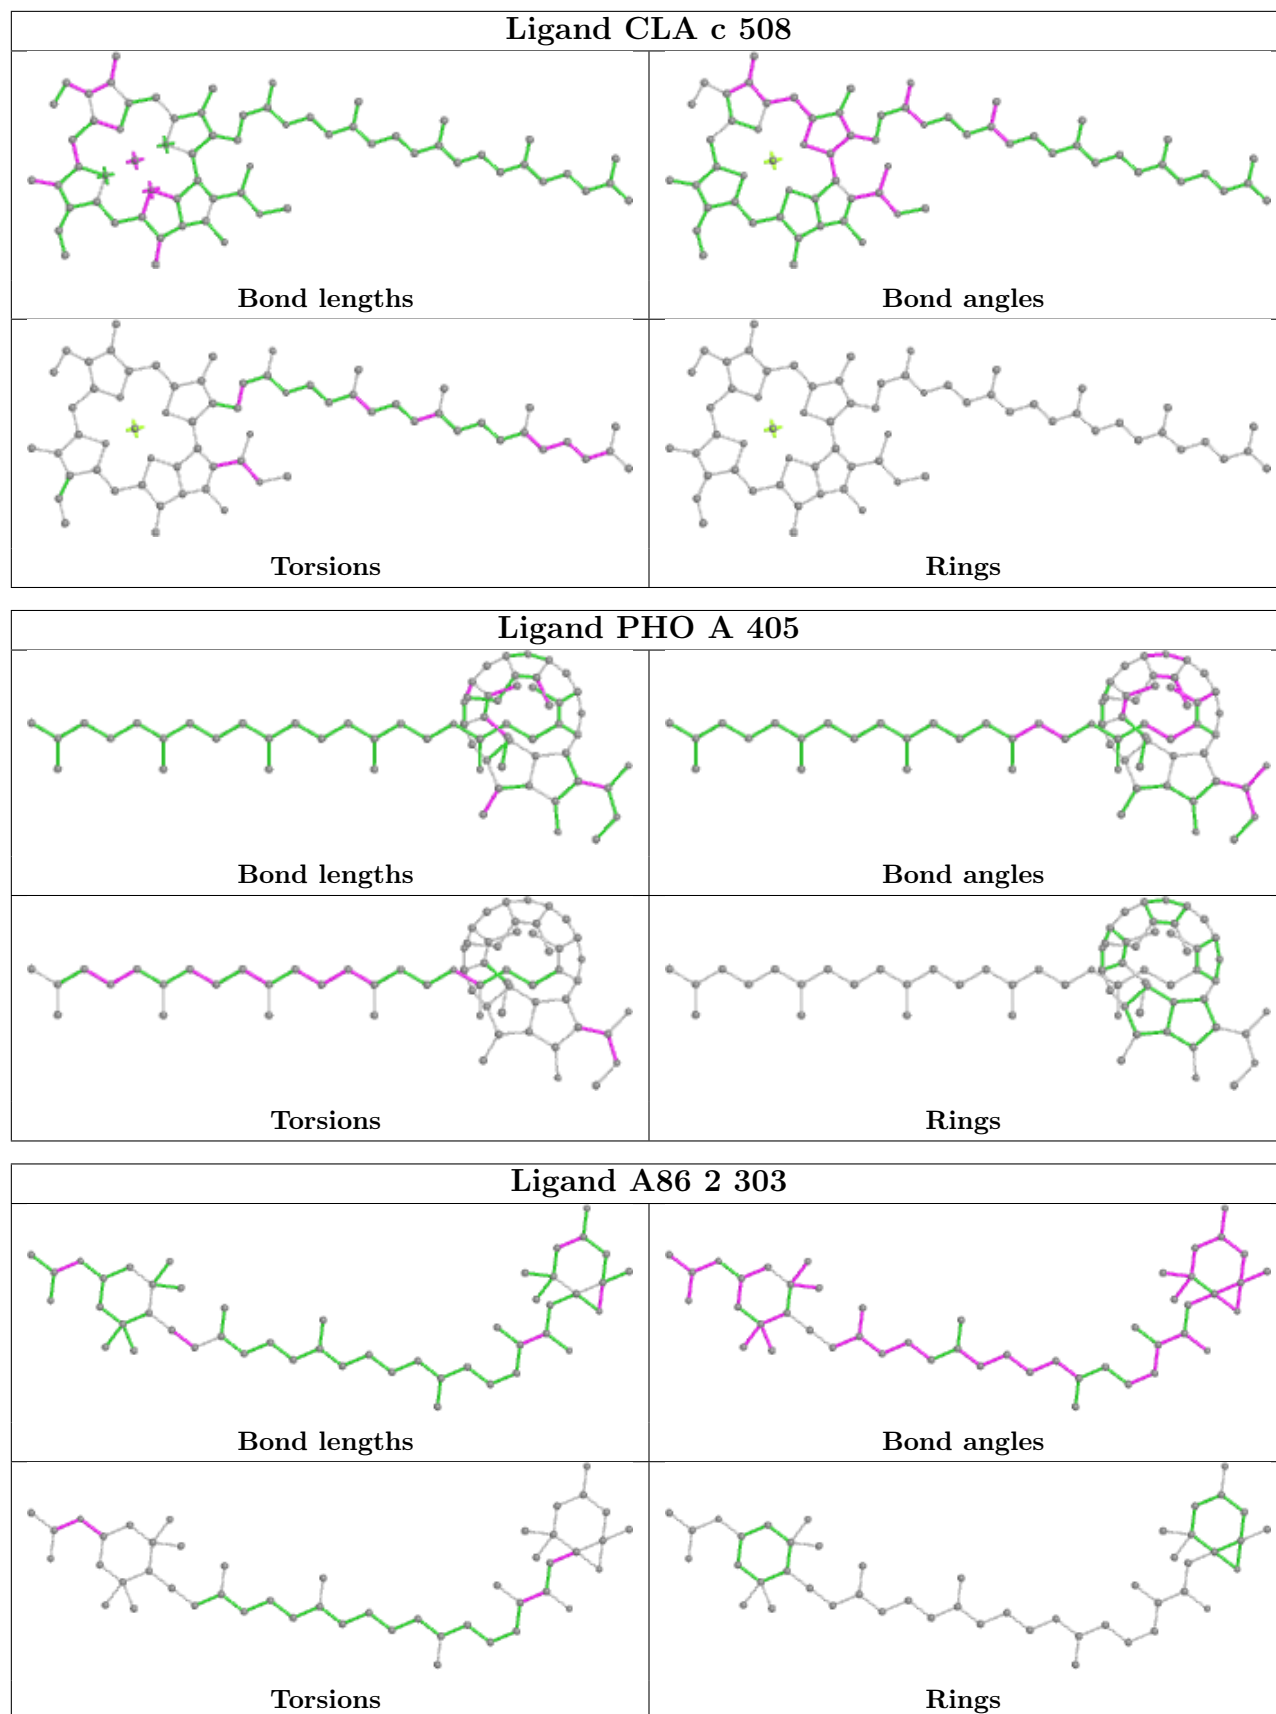 Ligand CLA c 508
Bond lengths
Bond angles
Torsions
Rings
Ligand PHO A 405
Bond lengths
Bond angles
Torsions
Rings
Ligand A86 2 303
Bond lengths
Bond angles
Torsions
Rings